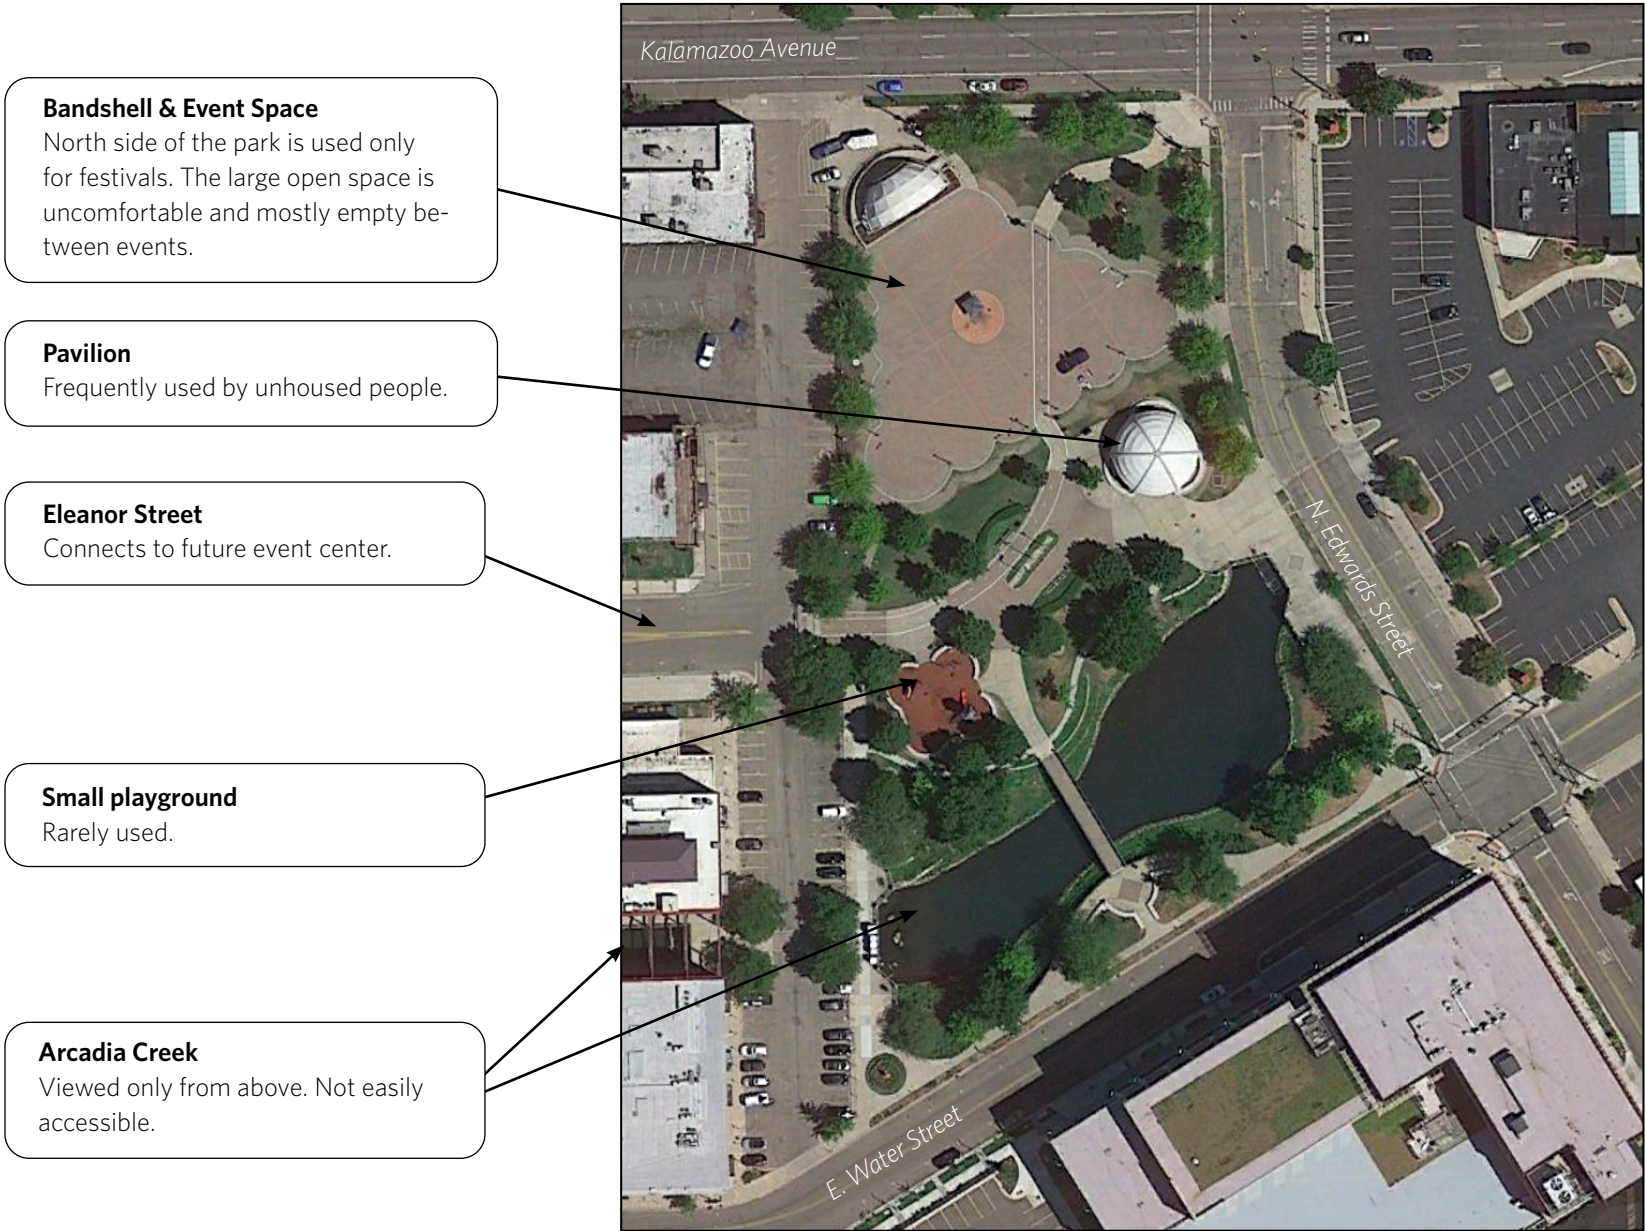 Kalamazoo Avenue
Bandshell & Event Space
North side of the park is used only
for festivals. The large open space is
uncomfortable and mostly empty be-
tween events.
Pavilion
Frequently used by unhoused people.
Eleanor Street
Connects to future event center.
N. Edwards Street
Small playground
Rarely used.
Arcadia Creek
Viewed only from above. Not easily
accessible.
E. Water Street